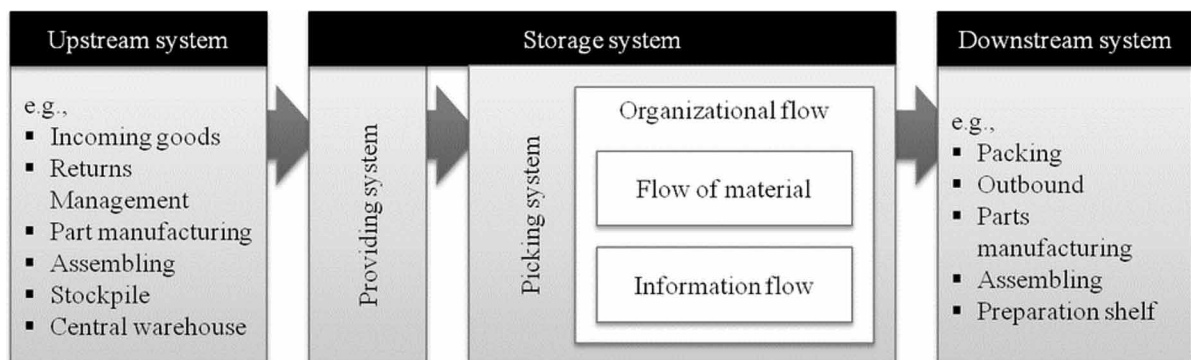 Upstream system
e.g.,
▪ Incoming goods
▪ Returns
Management
▪ Part manufacturing
▪ Assembling
▪ Stockpile
▪ Central warehouse
Storage system
Providing system
Picking system
Organizational flow
Flow of material
Information flow
Downstream system
e.g.,
▪ Packing
▪ Outbound
▪ Parts
manufacturing
▪ Assembling
▪ Preparation shelf